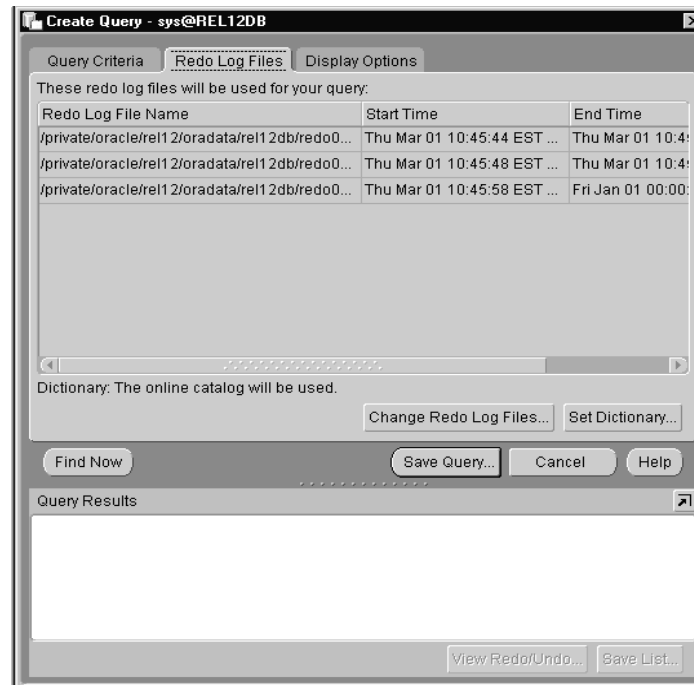 Create Query - sys@REL12DB
Query Criteria Redo Log Files Display Options
These redo log files will be used for your query:
Redo Log File Name Start Time End Time
/private/oracle/rel12/oradata/rel12db/redo0... Thu Mar 01 10:45:44 EST ... Thu Mar 01 10:4
/private/oracle/rel12/oradata/rel12db/redo0... Thu Mar 01 10:45:48 EST ... Thu Mar 01 10:4
/private/oracle/rel12/oradata/rel12db/redo0... Thu Mar 01 10:45:58 EST ... Fri Jan 01 00:00:
Dictionary: The online catalog will be used.
Change Redo Log Files... Set Dictionary...
Find Now Save Query... Cancel Help
Query Results
View Redo/Undo... Save List...